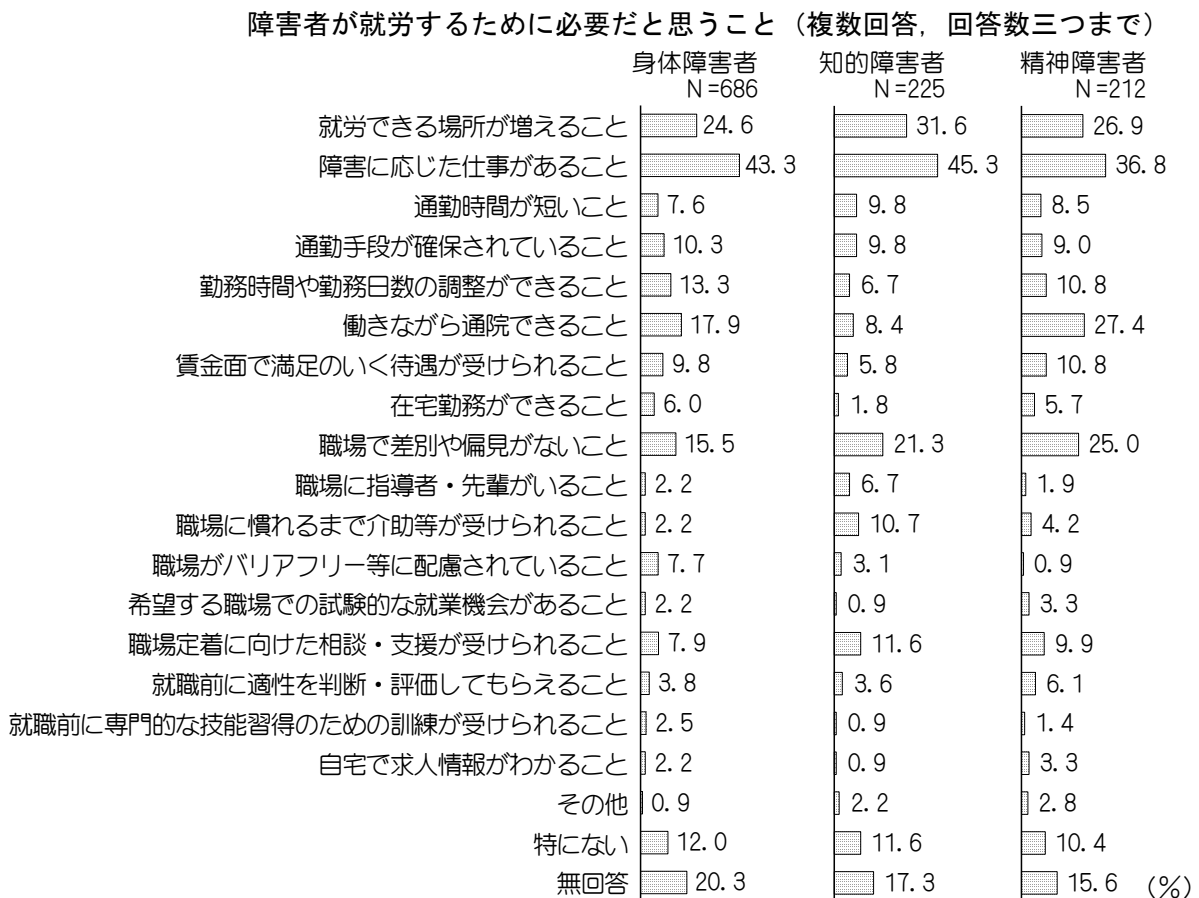 障害者が就労するために必要だと思うこと（複数回答，回答数三つまで）
身体障害者 知的障害者 精神障害者
Ｎ=686 Ｎ=225 Ｎ=212
就労できる場所が増えること 24.6 31.6 26.9
障害に応じた仕事があること 43.3 45.3 36.8
通勤時間が短いこと 7.6 9.8 8.5
通勤手段が確保されていること 10.3 9.8 9.0
勤務時間や勤務日数の調整ができること 13.3 6.7 10.8
働きながら通院できること 17.9 8.4 27.4
賃金面で満足のいく待遇が受けられること 9.8 5.8 10.8
在宅勤務ができること 6.0 1.8 5.7
職場で差別や偏見がないこと 15.5 21.3 25.0
職場に指導者・先輩がいること 2.2 6.7 1.9
職場に慣れるまで介助等が受けられること 2.2 10.7 4.2
職場がバリアフリー等に配慮されていること 7.7 3.1 0.9
希望する職場での試験的な就業機会があること 2.2 0.9 3.3
職場定着に向けた相談・支援が受けられること 7.9 11.6 9.9
就職前に適性を判断・評価してもらえること 3.8 3.6 6.1
就職前に専門的な技能習得のための訓練が受けられること 2.5 0.9 1.4
自宅で求人情報がわかること 2.2 0.9 3.3
その他 0.9 2.2 2.8
特にない 12.0 11.6 10.4
無回答 20.3 17.3 15.6 （％）